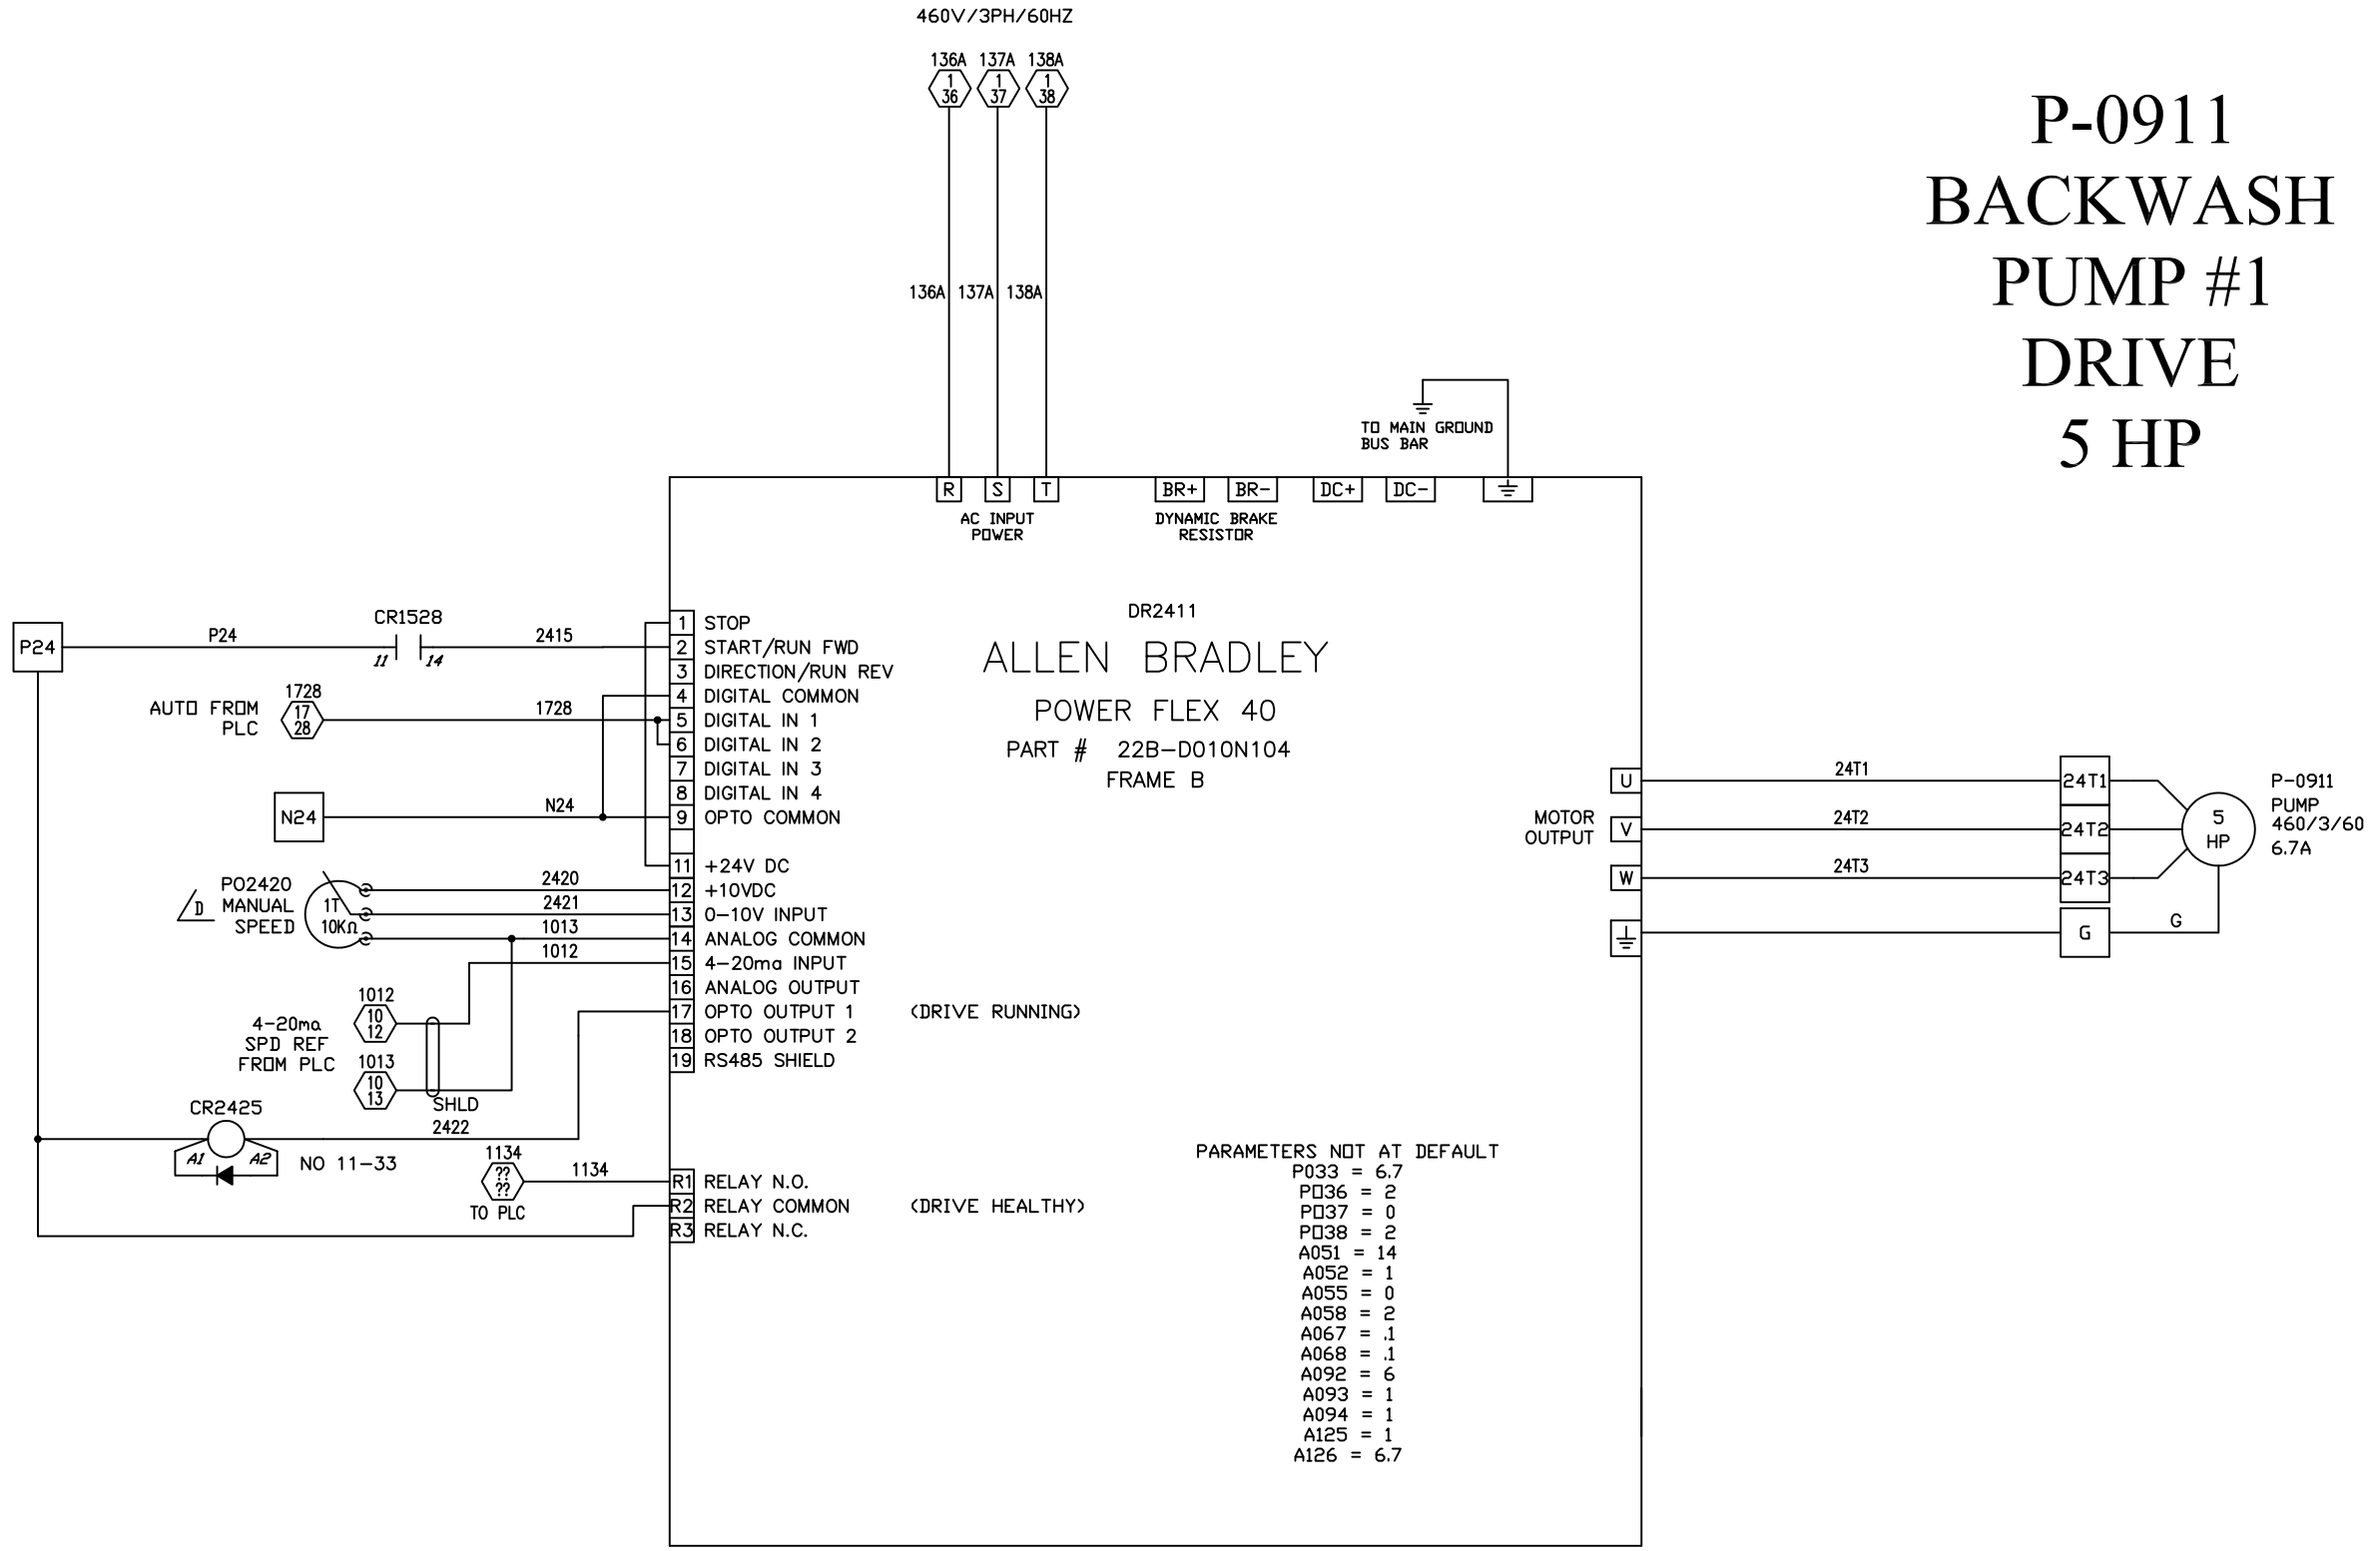 460V/3PH/60HZ
136A 137A 138A
1
36
1
37
1
38
136A 137A 138A
P-0911
BACKWASH
PUMP #1
DRIVE
5 HP
TO MAIN GROUND
BUS BAR
R S T
BR+ BR- DC+ DC-
AC INPUT
POWER
DYNAMIC BRAKE
RESISTOR
DR2411
ALLEN BRADLEY
POWER FLEX 40
PART # 22B-D010N104
FRAME B
P24
P24
CR1528
11 14
2415
AUTO FROM
PLC
1728
17
28
1728
N24
N24
1 STOP
2 START/RUN FWD
3 DIRECTION/RUN REV
4 DIGITAL COMMON
5 DIGITAL IN 1
6 DIGITAL IN 2
7 DIGITAL IN 3
8 DIGITAL IN 4
9 OPTO COMMON
11 +24V DC
12 +10VDC
13 0-10V INPUT
14 ANALOG COMMON
15 4-20ma INPUT
16 ANALOG OUTPUT
17 OPTO OUTPUT 1 (DRIVE RUNNING)
18 OPTO OUTPUT 2
19 RS485 SHIELD
D
PO2420
MANUAL
SPEED
1T
10KΩ
2420
2421
1013
1012
4-20ma
SPD REF
FROM PLC
1012
10
12
1013
10
13
SHLD
2422
CR2425
A1 A2
NO 11-33
1134
??
??
TO PLC
1134
R1 RELAY N.O.
R2 RELAY COMMON (DRIVE HEALTHY)
R3 RELAY N.C.
MOTOR
OUTPUT
U
V
W
24T1
24T2
24T3
24T1
24T2
24T3
G
G
5
HP
P-0911
PUMP
460/3/60
6.7A
PARAMETERS NOT AT DEFAULT
P033 = 6.7
P036 = 2
P037 = 0
P038 = 2
A051 = 14
A052 = 1
A055 = 0
A058 = 2
A067 = .1
A068 = .1
A092 = 6
A093 = 1
A094 = 1
A125 = 1
A126 = 6.7